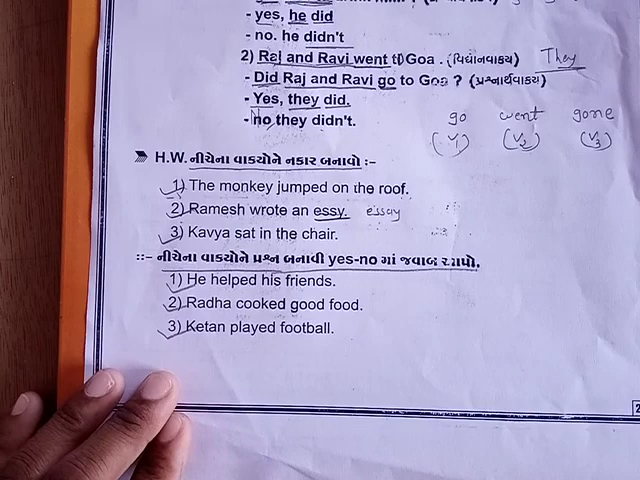 - yes, he did
- no. he didn't
2) Raj and Ravi went to Goa . (વિધાનવાક્ય) They
- Did Raj and Ravi go to Goa ? (પ્રશ્નાર્થવાક્ય)
- Yes, they did.
- No they didn't.
go went gone
(V1) (V2) (V3)
H.W. નીચેના વાક્યોને નકાર બનાવો :-
1) The monkey jumped on the roof.
2) Ramesh wrote an essy. essay
3) Kavya sat in the chair.
::- નીચેના વાક્યોને પ્રશ્ન બનાવી yes-no માં જવાબ આપો.
1) He helped his friends.
2) Radha cooked good food.
3) Ketan played football.
2